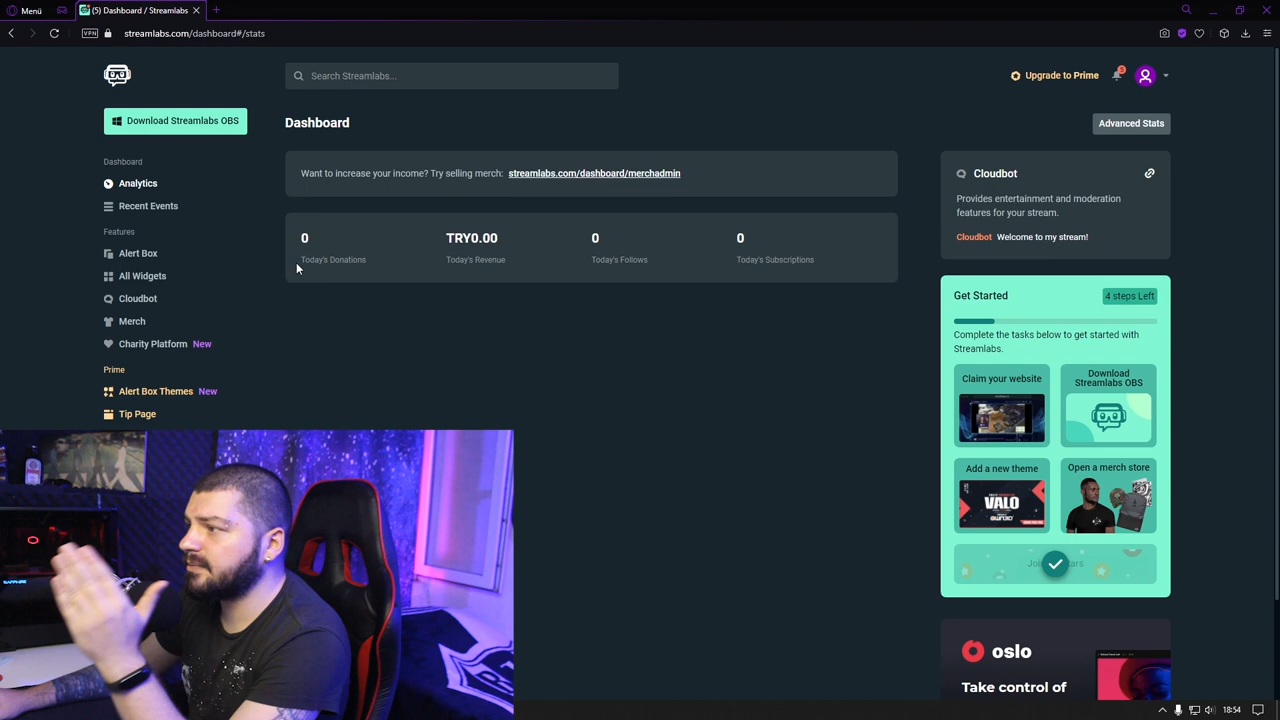 Menü
(5) Dashboard / Streamlabs
VPN
streamlabs.com/dashboard#/stats
Search Streamlabs...
Upgrade to Prime
5
Download Streamlabs OBS
Dashboard
Advanced Stats
Dashboard
Analytics
Recent Events
Features
Alert Box
All Widgets
Cloudbot
Merch
Charity Platform New
Prime
Alert Box Themes New
Tip Page
Want to increase your income? Try selling merch: streamlabs.com/dashboard/merchadmin
0
Today's Donations
TRY0.00
Today's Revenue
0
Today's Follows
0
Today's Subscriptions
Cloudbot
Provides entertainment and moderation
features for your stream.
Cloudbot Welcome to my stream!
Get Started
4 steps Left
Complete the tasks below to get started with
Streamlabs.
Claim your website
Download
Streamlabs OBS
Add a new theme
VALO
Open a merch store
oslo
Take control of
18:54